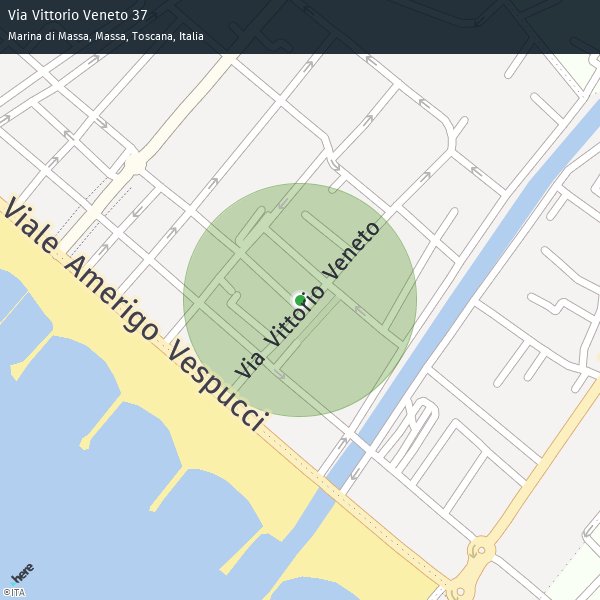 Via Vittorio Veneto 37
Marina di Massa, Massa, Toscana, Italia
Viale Amerigo Vespucci
Via Vittorio Veneto
here
©ITA